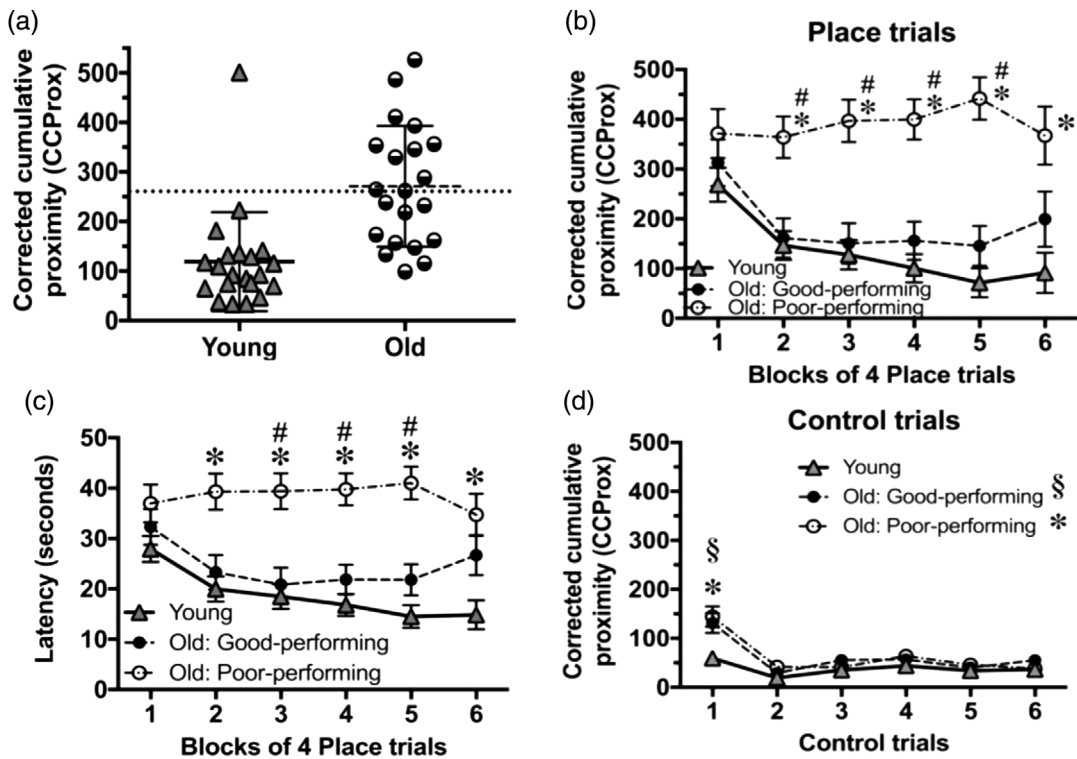 (a)
Corrected cumulative
proximity (CCProx)
500
400
300
200
100
0
Young
Old
(b)
Place trials
Corrected cumulative
proximity (CCProx)
500
400
300
200
100
0
#
*
#
*
#
*
#
*
*
Young
Old: Good-performing
Old: Poor-performing
1 2 3 4 5 6
Blocks of 4 Place trials
(c)
Latency (seconds)
50
40
30
20
10
0
*
#
*
#
*
#
*
*
Young
Old: Good-performing
Old: Poor-performing
1 2 3 4 5 6
Blocks of 4 Place trials
(d)
Control trials
Corrected cumulative
proximity (CCProx)
500
400
300
200
100
0
Young
Old: Good-performing §
Old: Poor-performing *
§
*
1 2 3 4 5 6
Control trials